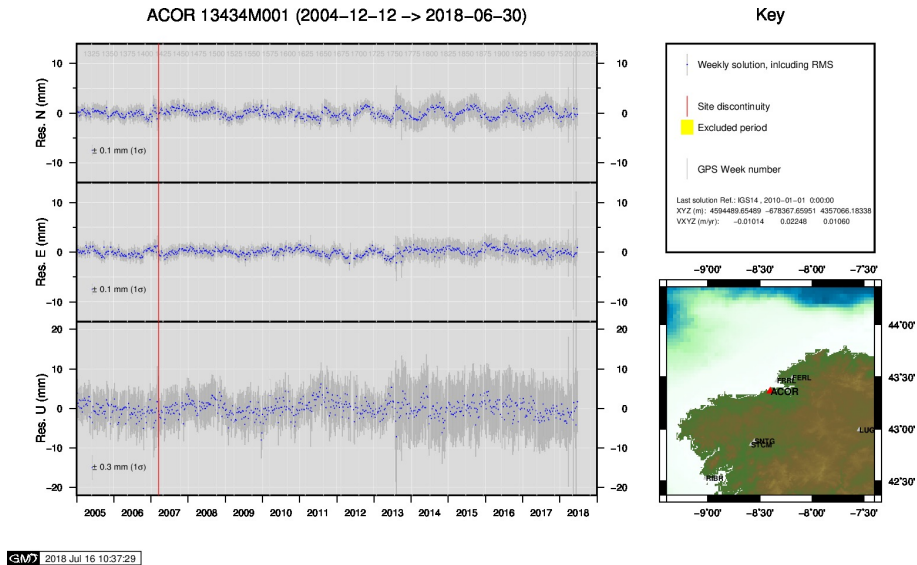 ACOR 13434M001 (2004−12−12 −> 2018−06−30)
Key
Res. N (mm)
10
0
−10
± 0.1 mm (1σ)
10
0
−10
Res. E (mm)
10
0
−10
± 0.1 mm (1σ)
10
0
−10
Res. U (mm)
20
10
0
−10
−20
± 0.3 mm (1σ)
20
10
0
−10
−20
2005 2006 2007 2008 2009 2010 2011 2012 2013 2014 2015 2016 2017 2018
Weekly solution, inlcuding RMS
Site discontinuity
Excluded period
GPS Week number
Last solution Ref.: IGS14 , 2010−01−01 0:00:00
XYZ (m): 4594489.65489 −678367.65951 4357066.18338
VXYZ (m/yr): −0.01014 0.02248 0.01060
−9˚00' −8˚30' −8˚00' −7˚30'
44˚00'
43˚30'
43˚00'
42˚30'
FERL
ACOR
LUG
SNTG
STCM
RIBR
−9˚00' −8˚30' −8˚00' −7˚30'
GMT 2018 Jul 16 10:37:29